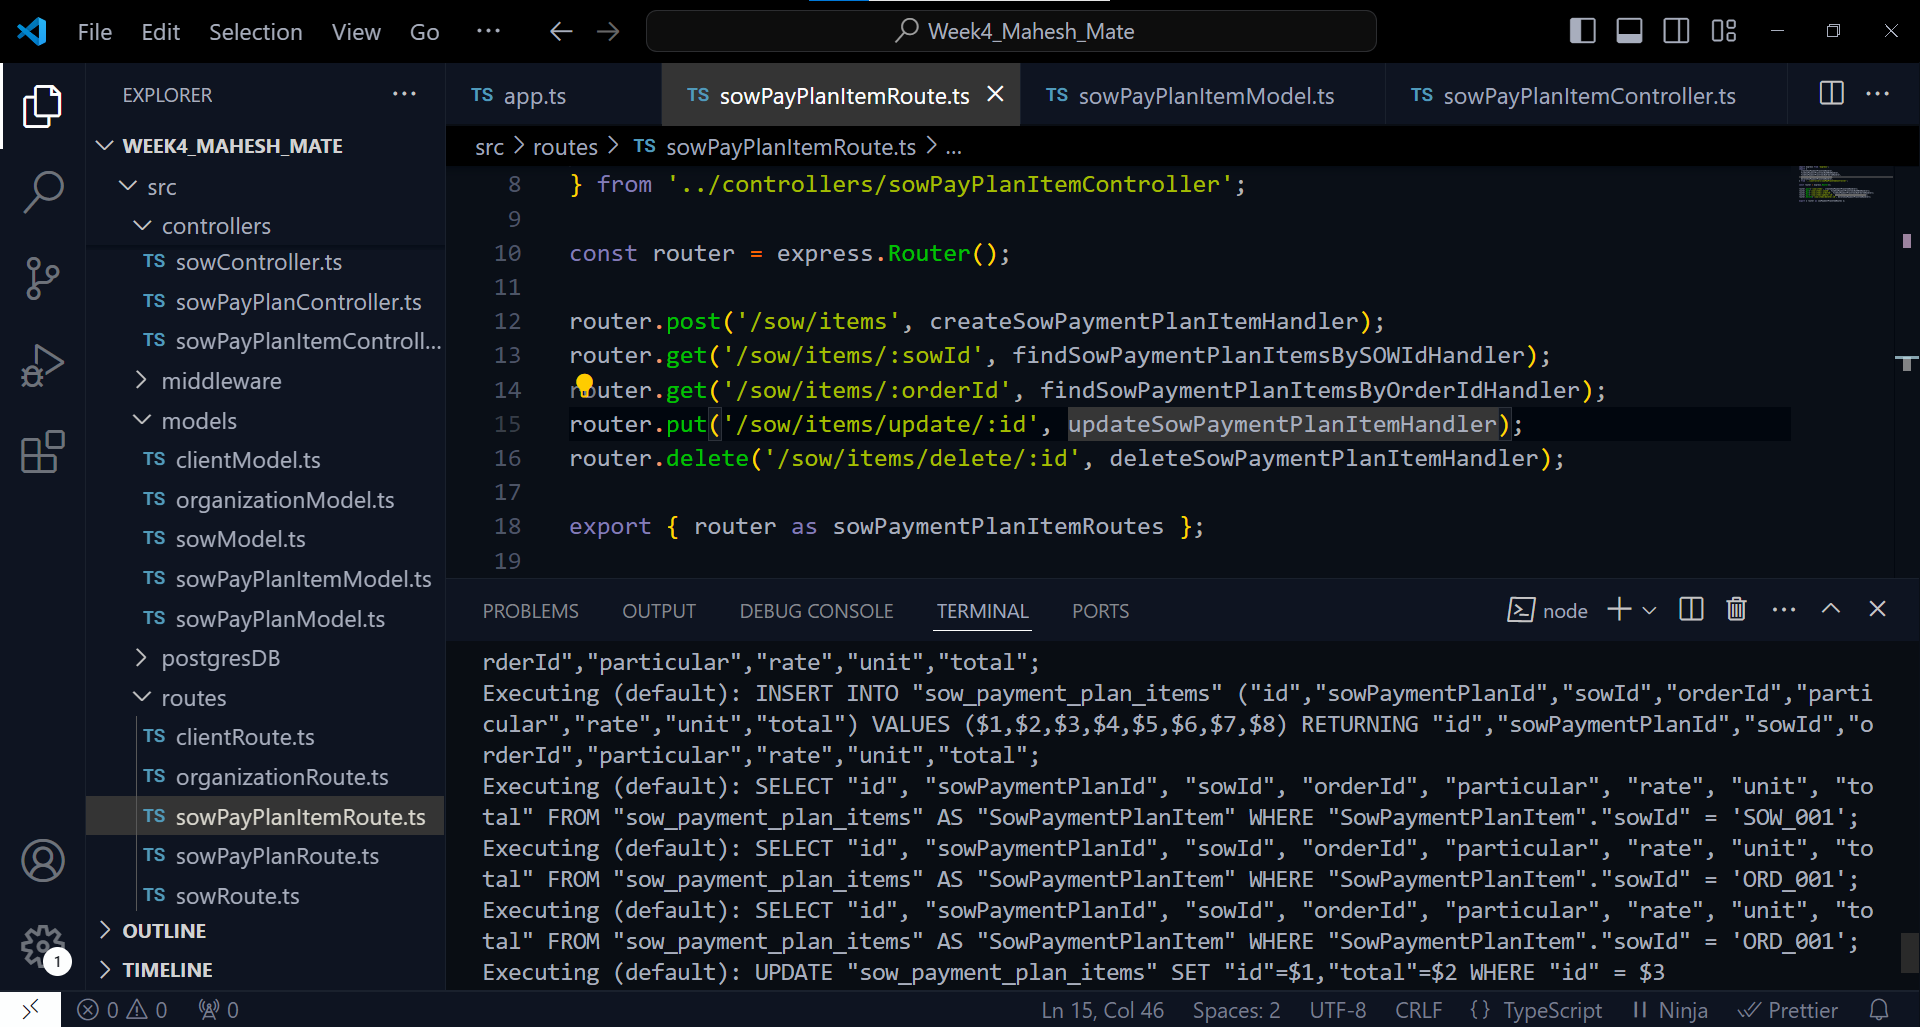 File Edit Selection View Go ··· Week4_Mahesh_Mate
EXPLORER ···
WEEK4_MAHESH_MATE
src
controllers
TS sowController.ts
TS sowPayPlanController.ts
TS sowPayPlanItemControll...
middleware
models
TS clientModel.ts
TS organizationModel.ts
TS sowModel.ts
TS sowPayPlanItemModel.ts
TS sowPayPlanModel.ts
postgresDB
routes
TS clientRoute.ts
TS organizationRoute.ts
TS sowPayPlanItemRoute.ts
TS sowPayPlanRoute.ts
TS sowRoute.ts
OUTLINE
TIMELINE
1
TS app.ts TS sowPayPlanItemRoute.ts TS sowPayPlanItemModel.ts TS sowPayPlanItemController.ts ···
src > routes > TS sowPayPlanItemRoute.ts > ...
8 } from '../controllers/sowPayPlanItemController';
9
10 const router = express.Router();
11
12 router.post('/sow/items', createSowPaymentPlanItemHandler);
13 router.get('/sow/items/:sowId', findSowPaymentPlanItemsBySOWIdHandler);
14 router.get('/sow/items/:orderId', findSowPaymentPlanItemsByOrderIdHandler);
15 router.put('/sow/items/update/:id', updateSowPaymentPlanItemHandler);
16 router.delete('/sow/items/delete/:id', deleteSowPaymentPlanItemHandler);
17
18 export { router as sowPaymentPlanItemRoutes };
19
PROBLEMS OUTPUT DEBUG CONSOLE TERMINAL PORTS node ···
rderId","particular","rate","unit","total";
Executing (default): INSERT INTO "sow_payment_plan_items" ("id","sowPaymentPlanId","sowId","orderId","parti
cular","rate","unit","total") VALUES ($1,$2,$3,$4,$5,$6,$7,$8) RETURNING "id","sowPaymentPlanId","sowId","o
rderId","particular","rate","unit","total";
Executing (default): SELECT "id", "sowPaymentPlanId", "sowId", "orderId", "particular", "rate", "unit", "to
tal" FROM "sow_payment_plan_items" AS "SowPaymentPlanItem" WHERE "SowPaymentPlanItem"."sowId" = 'SOW_001';
Executing (default): SELECT "id", "sowPaymentPlanId", "sowId", "orderId", "particular", "rate", "unit", "to
tal" FROM "sow_payment_plan_items" AS "SowPaymentPlanItem" WHERE "SowPaymentPlanItem"."sowId" = 'ORD_001';
Executing (default): SELECT "id", "sowPaymentPlanId", "sowId", "orderId", "particular", "rate", "unit", "to
tal" FROM "sow_payment_plan_items" AS "SowPaymentPlanItem" WHERE "SowPaymentPlanItem"."sowId" = 'ORD_001';
Executing (default): UPDATE "sow_payment_plan_items" SET "id"=$1,"total"=$2 WHERE "id" = $3
0 0 0 Ln 15, Col 46 Spaces: 2 UTF-8 CRLF {} TypeScript Ninja Prettier